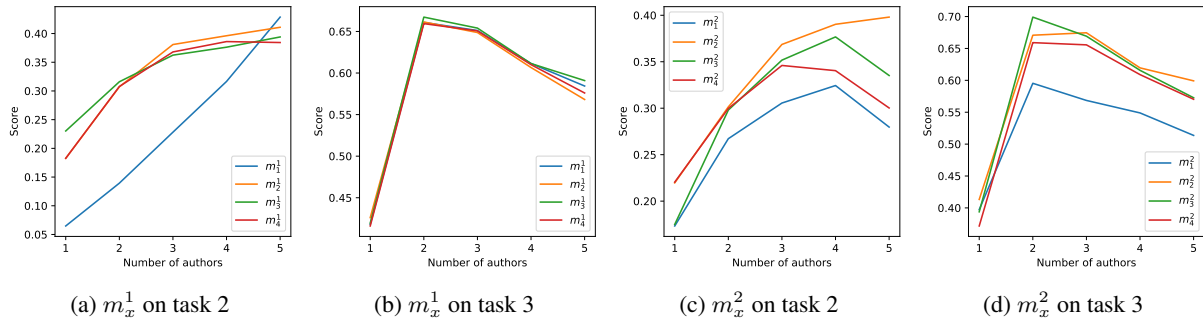 0.40
0.35
0.30
0.25
0.20
0.15
0.10
0.05
Score
1 2 3 4 5
Number of authors
m_1^1
m_2^1
m_3^1
m_4^1
(a) m_x^1 on task 2
0.65
0.60
0.55
0.50
0.45
Score
1 2 3 4 5
Number of authors
m_1^1
m_2^1
m_3^1
m_4^1
(b) m_x^1 on task 3
0.40
0.35
0.30
0.25
0.20
Score
1 2 3 4 5
Number of authors
m_1^2
m_2^2
m_3^2
m_4^2
(c) m_x^2 on task 2
0.70
0.65
0.60
0.55
0.50
0.45
0.40
Score
1 2 3 4 5
Number of authors
m_1^2
m_2^2
m_3^2
m_4^2
(d) m_x^2 on task 3